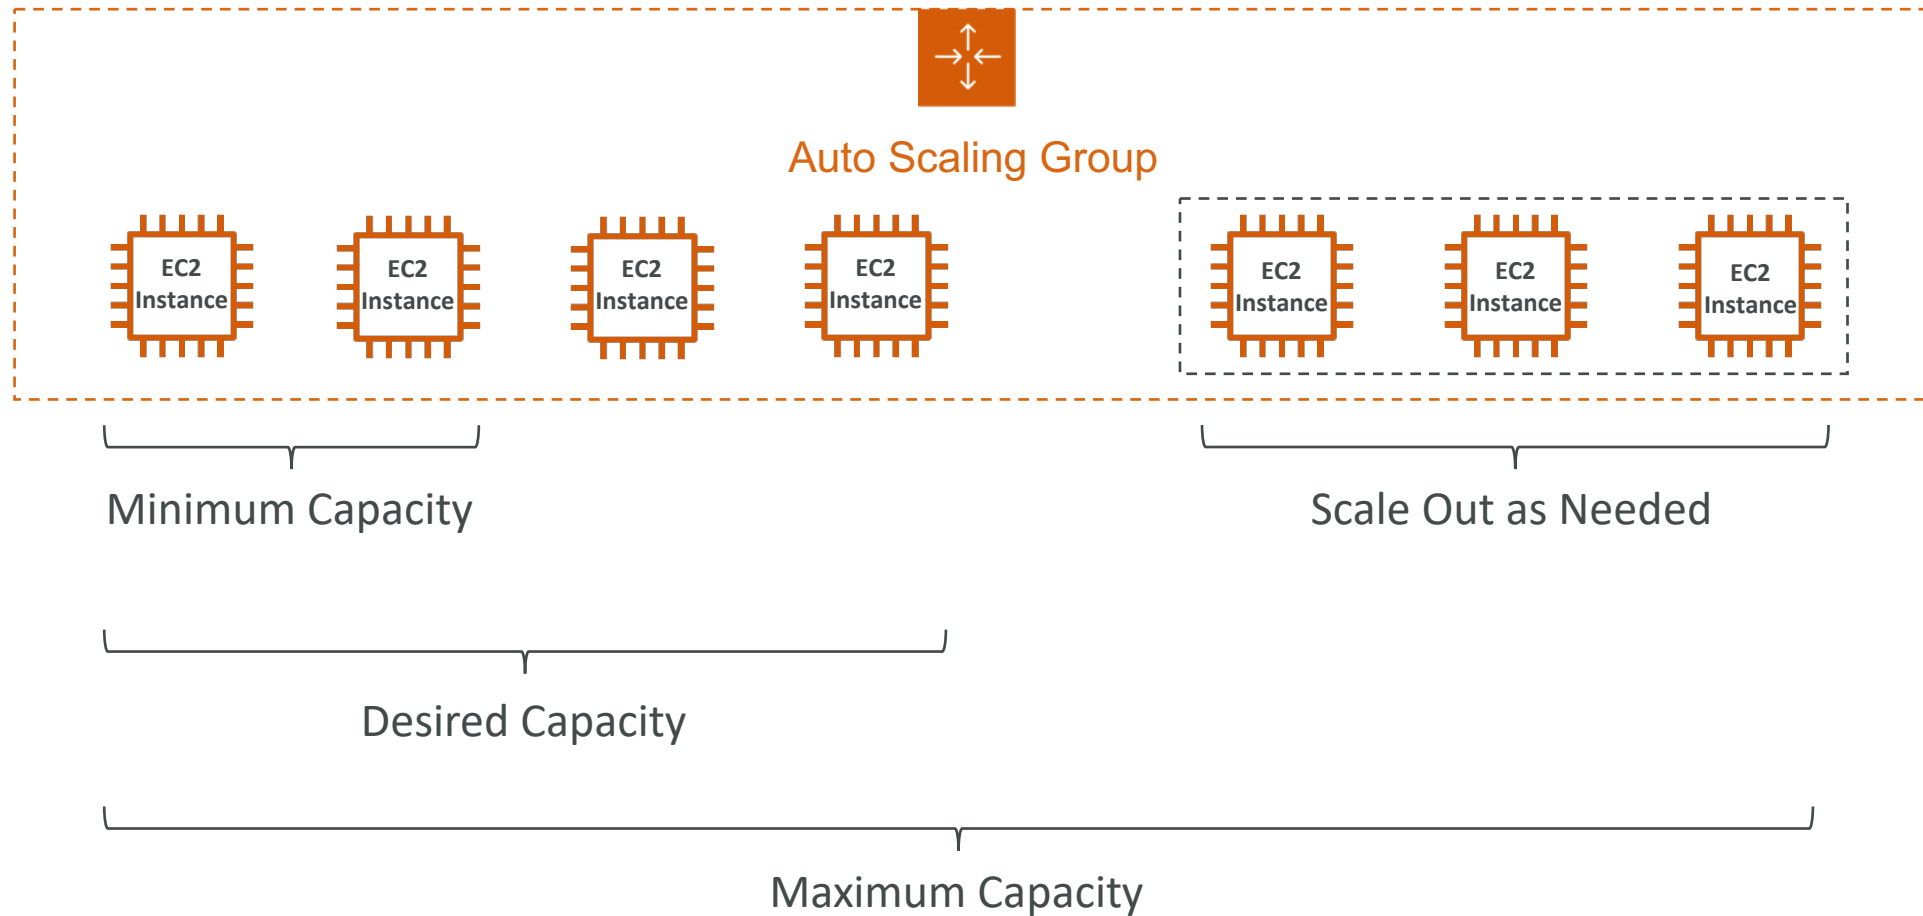 Auto Scaling Group
EC2
Instance
EC2
Instance
EC2
Instance
EC2
Instance
EC2
Instance
EC2
Instance
EC2
Instance
Minimum Capacity
Scale Out as Needed
Desired Capacity
Maximum Capacity